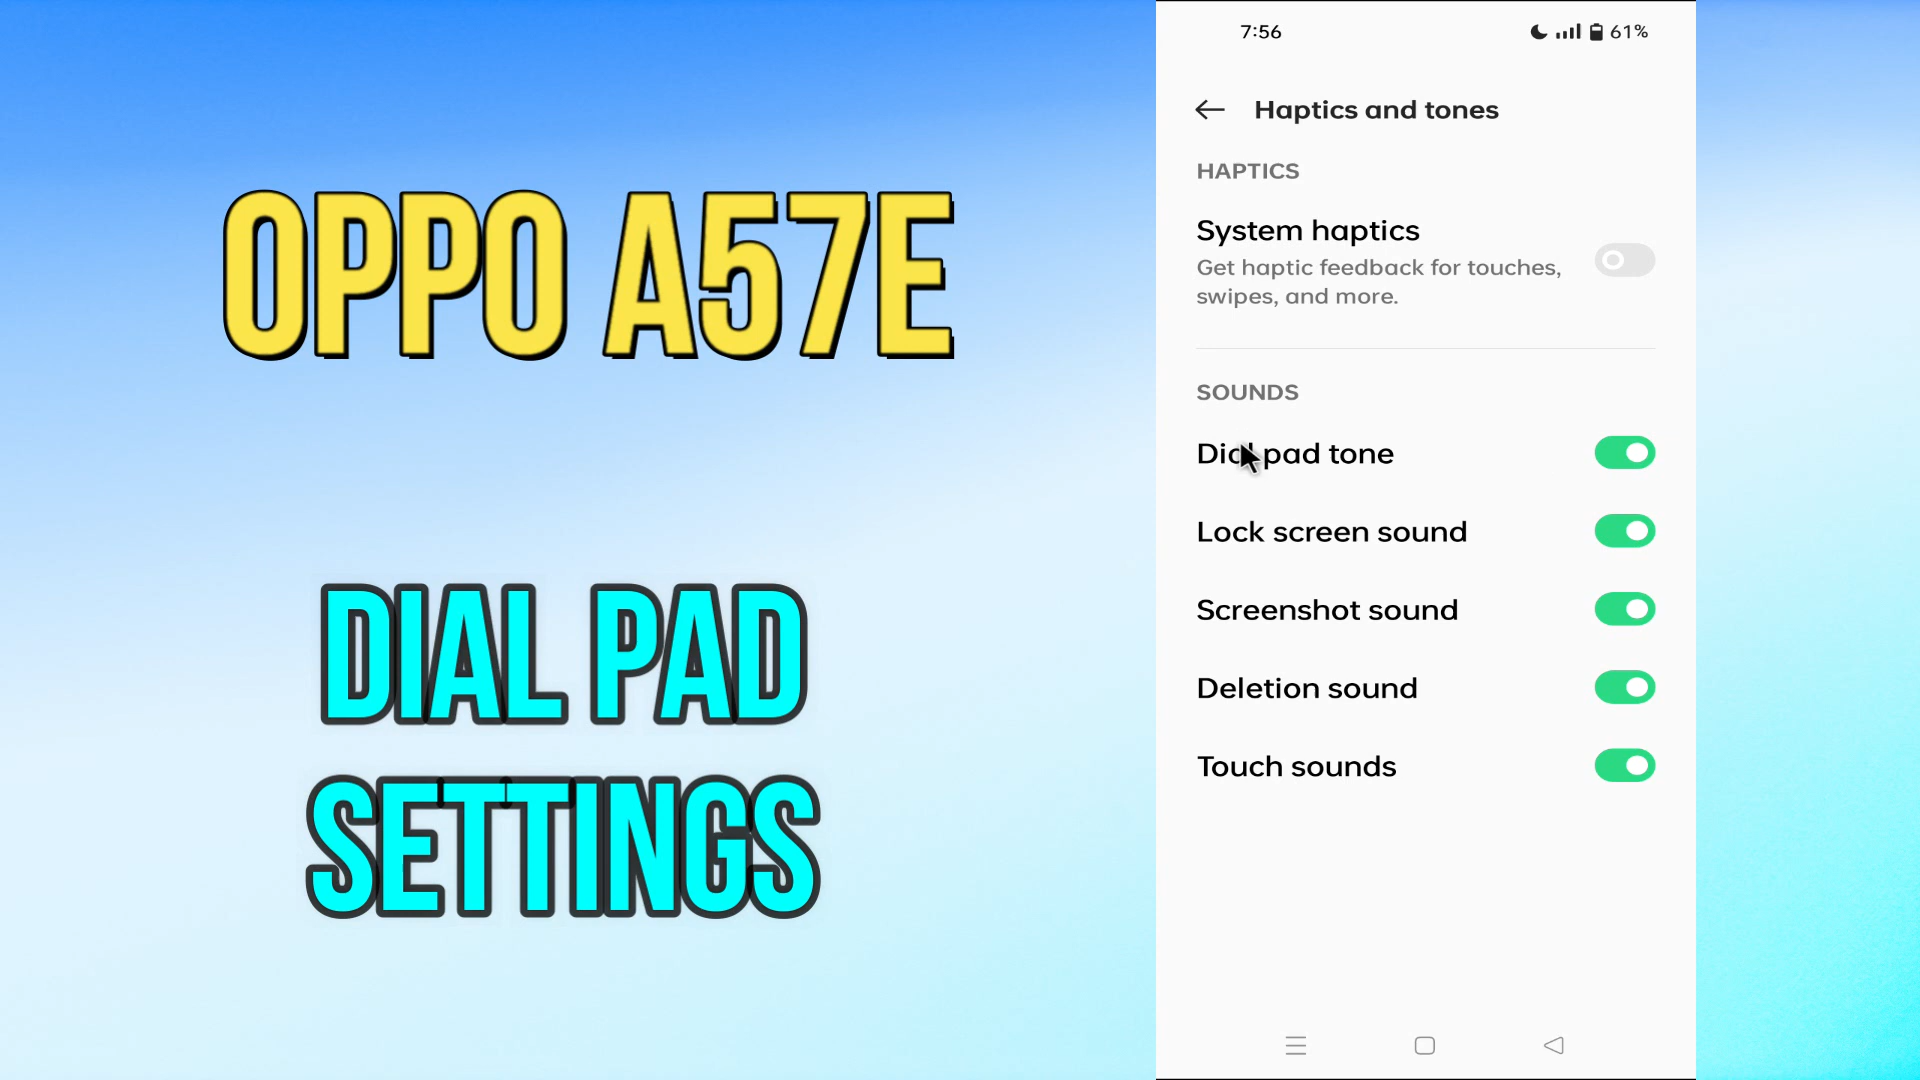 OPPO A57E
DIAL PAD
SETTINGS
7:56
61%
Haptics and tones
HAPTICS
System haptics
Get haptic feedback for touches,
swipes, and more.
SOUNDS
Dial pad tone
Lock screen sound
Screenshot sound
Deletion sound
Touch sounds